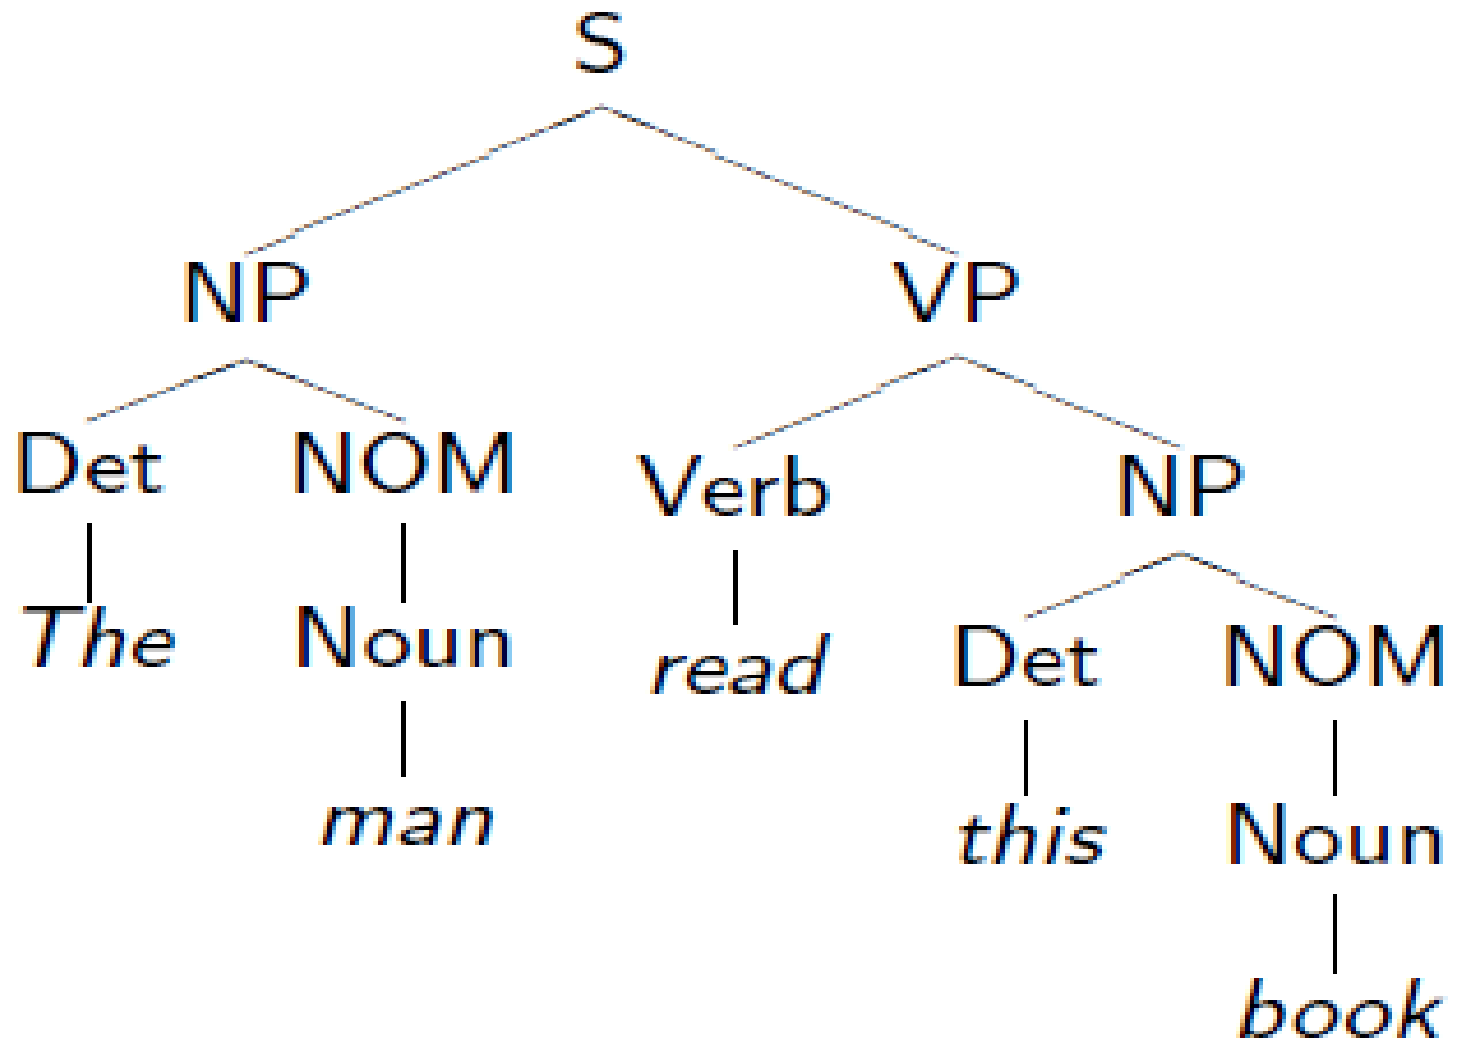 S
NP VP
Det NOM Verb NP
The Noun read Det NOM
man this Noun
book